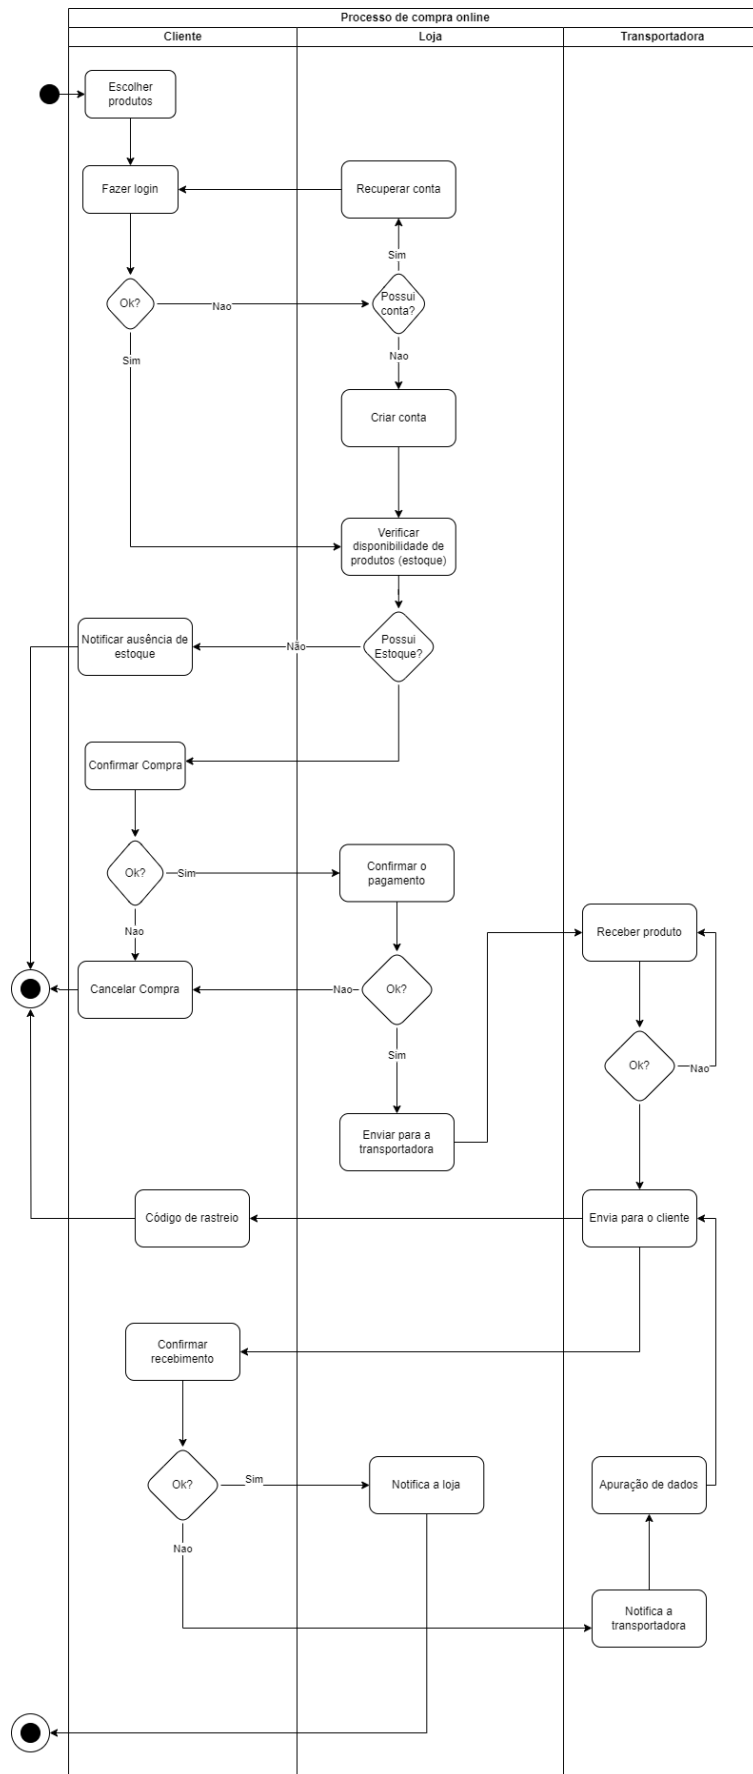 Processo de compra online
Cliente
Loja
Transportadora
Escolher
produtos
Fazer login
Recuperar conta
Sim
Ok?
Nao
Possui
conta?
Sim
Nao
Criar conta
Verificar
disponibilidade de
produtos (estoque)
Notificar ausência de
estoque
Não
Possui
Estoque?
Confirmar Compra
Ok?
Sim
Confirmar o
pagamento
Nao
Receber produto
Cancelar Compra
Nao
Ok?
Sim
Ok?
Nao
Enviar para a
transportadora
Código de rastreio
Envia para o cliente
Confirmar
recebimento
Ok?
Sim
Notifica a loja
Apuração de dados
Nao
Notifica a
transportadora